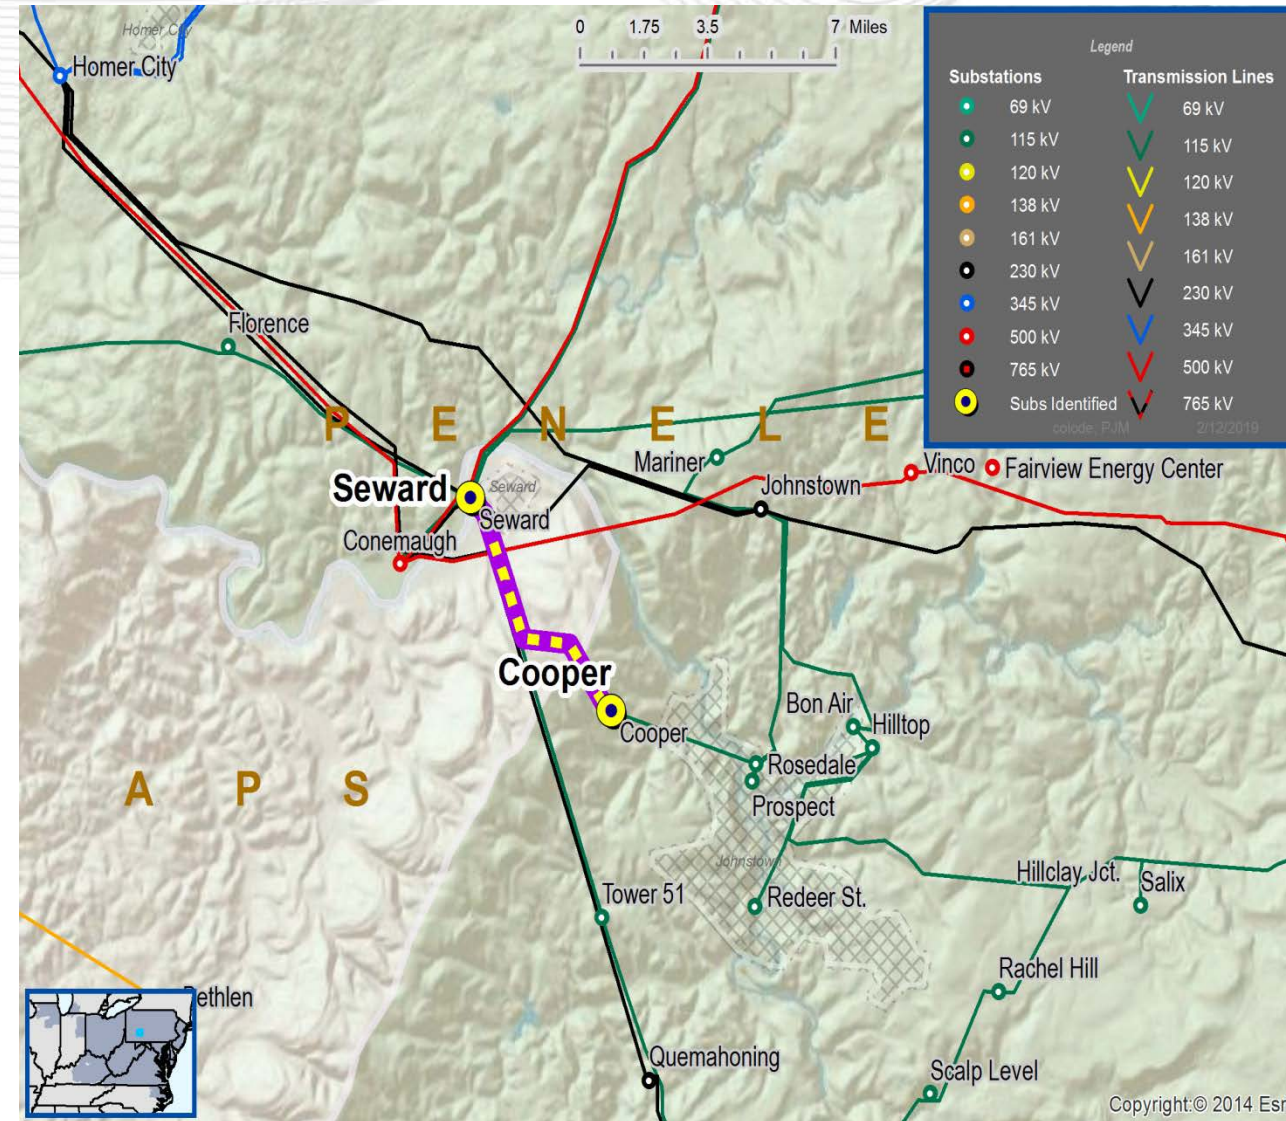 0 1.75 3.5 7 Miles
Homer City
Homer City
Legend
Substations Transmission Lines
69 kV 69 kV
115 kV 115 kV
120 kV 120 kV
138 kV 138 kV
161 kV 161 kV
230 kV 230 kV
345 kV 345 kV
500 kV 500 kV
765 kV 765 kV
Subs Identified
colode, PJM 2/12/2019
Florence
P E N E L E
Mariner
Vinco
Fairview Energy Center
Seward
Seward
Johnstown
Seward
Conemaugh
Cooper
Bon Air
Hilltop
Cooper
Rosedale
A P S
Prospect
Johnstown
Hillclay Jct.
Salix
Tower 51
Redeer St.
Rachel Hill
Quemahoning
Scalp Level
Copyright:© 2014 Esr